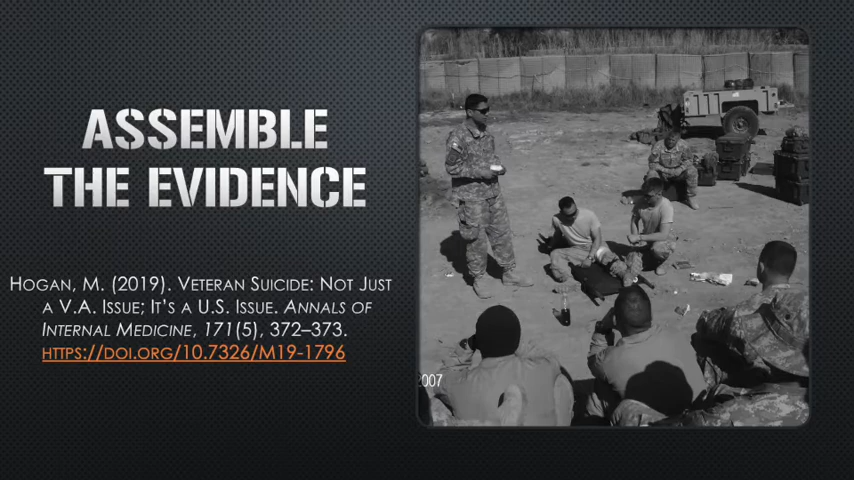 ASSEMBLE
THE EVIDENCE
HOGAN, M. (2019). VETERAN SUICIDE: NOT JUST
A V.A. ISSUE; IT'S A U.S. ISSUE. ANNALS OF
INTERNAL MEDICINE, 171(5), 372–373.
HTTPS://DOI.ORG/10.7326/M19-1796
007